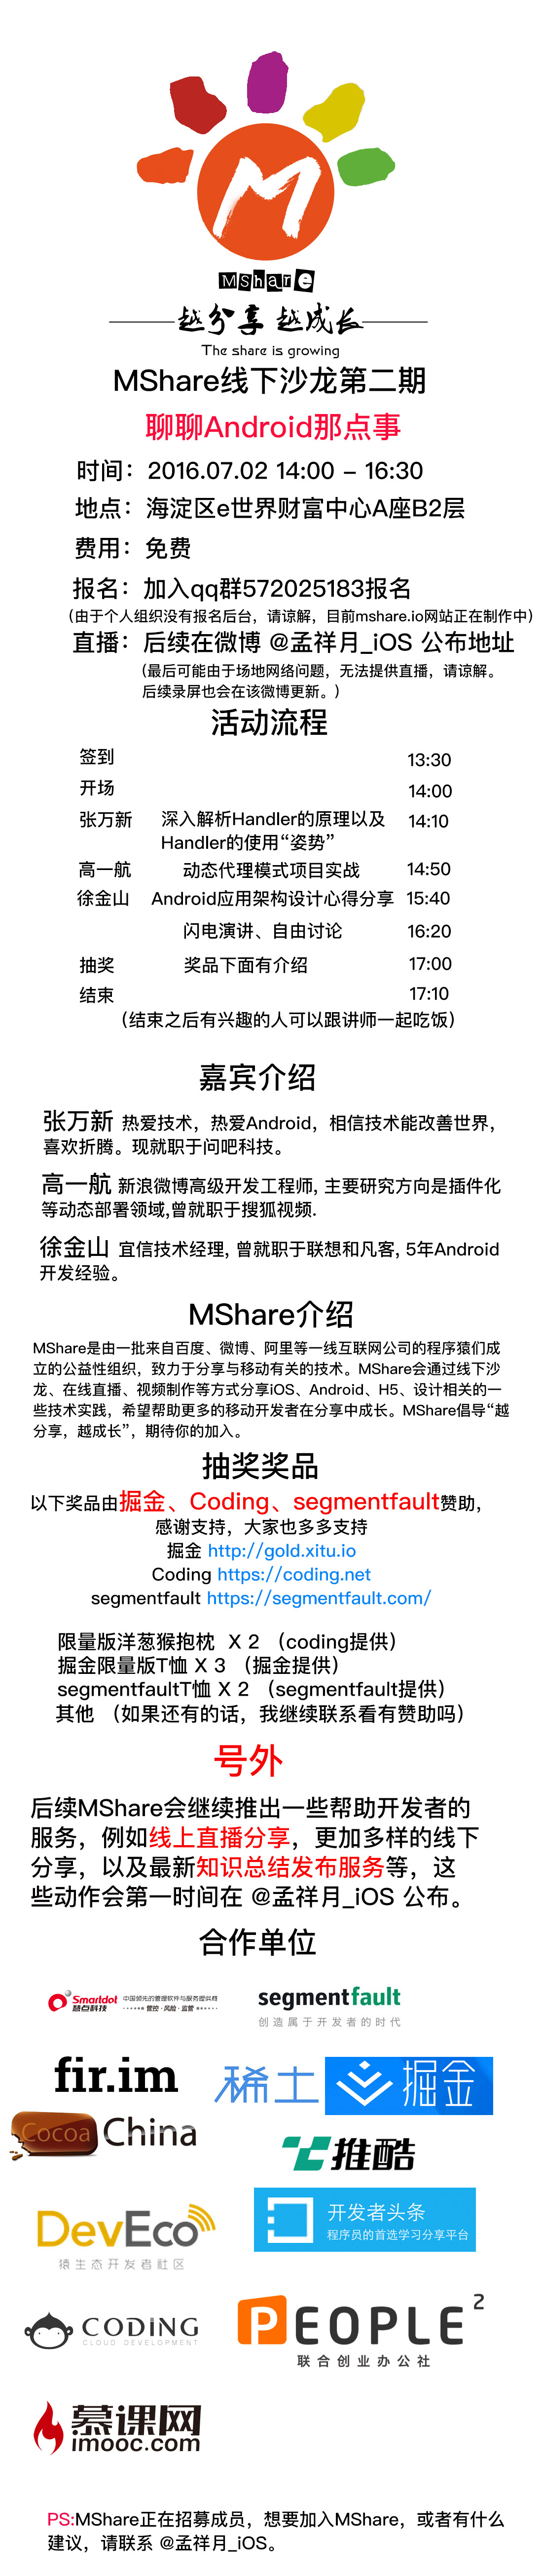 M
MShare
越分享 越成长
The share is growing
MShare线下沙龙第二期
聊聊Android那点事
时间：2016.07.02 14:00 – 16:30
地点：海淀区e世界财富中心A座B2层
费用：免费
报名：加入qq群572025183报名
（由于个人组织没有报名后台，请谅解，目前mshare.io网站正在制作中）
直播：后续在微博 @孟祥月_iOS 公布地址
（最后可能由于场地网络问题，无法提供直播，请谅解。
后续录屏也会在该微博更新。）
活动流程
签到 13:30
开场 14:00
张万新 深入解析Handler的原理以及 14:10
Handler的使用“姿势”
高一航 动态代理模式项目实战 14:50
徐金山 Android应用架构设计心得分享 15:40
闪电演讲、自由讨论 16:20
抽奖 奖品下面有介绍 17:00
结束 17:10
（结束之后有兴趣的人可以跟讲师一起吃饭）
嘉宾介绍
张万新 热爱技术，热爱Android，相信技术能改善世界，
喜欢折腾。现就职于问吧科技。
高一航 新浪微博高级开发工程师, 主要研究方向是插件化
等动态部署领域,曾就职于搜狐视频.
徐金山 宜信技术经理, 曾就职于联想和凡客, 5年Android
开发经验。
MShare介绍
MShare是由一批来自百度、微博、阿里等一线互联网公司的程序猿们成
立的公益性组织，致力于分享与移动有关的技术。MShare会通过线下沙
龙、在线直播、视频制作等方式分享iOS、Android、H5、设计相关的一
些技术实践，希望帮助更多的移动开发者在分享中成长。MShare倡导“越
分享，越成长”，期待你的加入。
抽奖奖品
以下奖品由掘金、Coding、segmentfault赞助，
感谢支持，大家也多多支持
掘金 http://gold.xitu.io
Coding https://coding.net
segmentfault https://segmentfault.com/
限量版洋葱猴抱枕 X 2 （coding提供）
掘金限量版T恤 X 3 （掘金提供）
segmentfaultT恤 X 2 （segmentfault提供）
其他 （如果还有的话，我继续联系看有赞助吗）
号外
后续MShare会继续推出一些帮助开发者的
服务，例如线上直播分享，更加多样的线下
分享，以及最新知识总结发布服务等，这
些动作会第一时间在 @孟祥月_iOS 公布。
合作单位
Smartdot 中国领先的管理软件与服务提供商
慧点科技 管控·风险·监管
segmentfault
创造属于开发者的时代
fir.im
稀土 掘金
Cocoa China
推酷
DevEco
猿生态开发者社区
开发者头条
程序员的首选学习分享平台
CODING
CLOUD DEVELOPMENT
PEOPLE²
联合创业办公社
慕课网
imooc.com
PS:MShare正在招募成员，想要加入MShare，或者有什么
建议，请联系 @孟祥月_iOS。